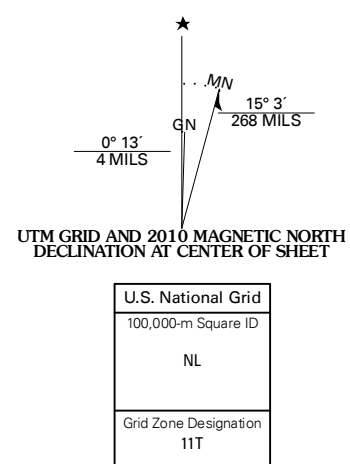 MN
15° 3´
268 MILS
GN
0° 13´
4 MILS
UTM GRID AND 2010 MAGNETIC NORTH
DECLINATION AT CENTER OF SHEET
U.S. National Grid
100,000-m Square ID
NL
Grid Zone Designation
11T